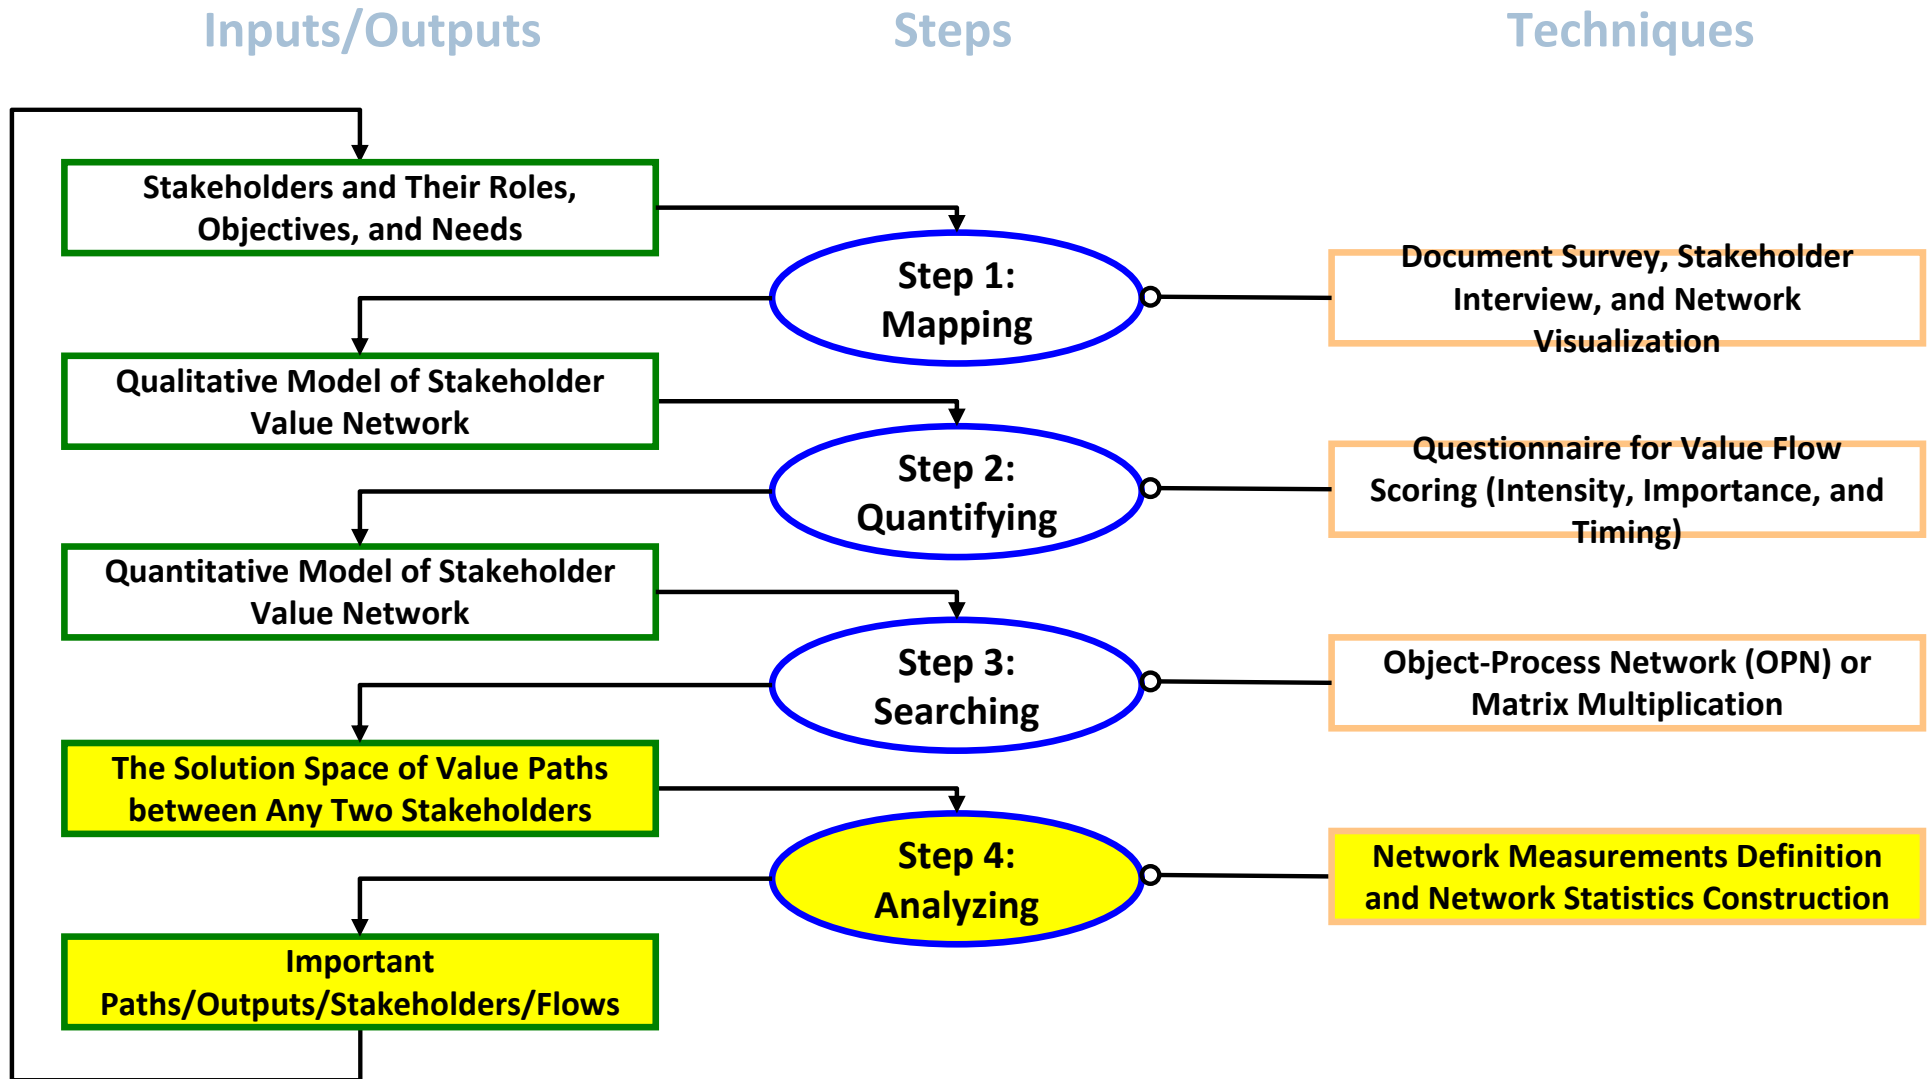 Inputs/Outputs
Steps
Techniques
Stakeholders and Their Roles,
Objectives, and Needs
Step 1:
Mapping
Document Survey, Stakeholder
Interview, and Network
Visualization
Qualitative Model of Stakeholder
Value Network
Step 2:
Quantifying
Questionnaire for Value Flow
Scoring (Intensity, Importance, and
Timing)
Quantitative Model of Stakeholder
Value Network
Step 3:
Searching
Object-Process Network (OPN) or
Matrix Multiplication
The Solution Space of Value Paths
between Any Two Stakeholders
Step 4:
Analyzing
Network Measurements Definition
and Network Statistics Construction
Important
Paths/Outputs/Stakeholders/Flows